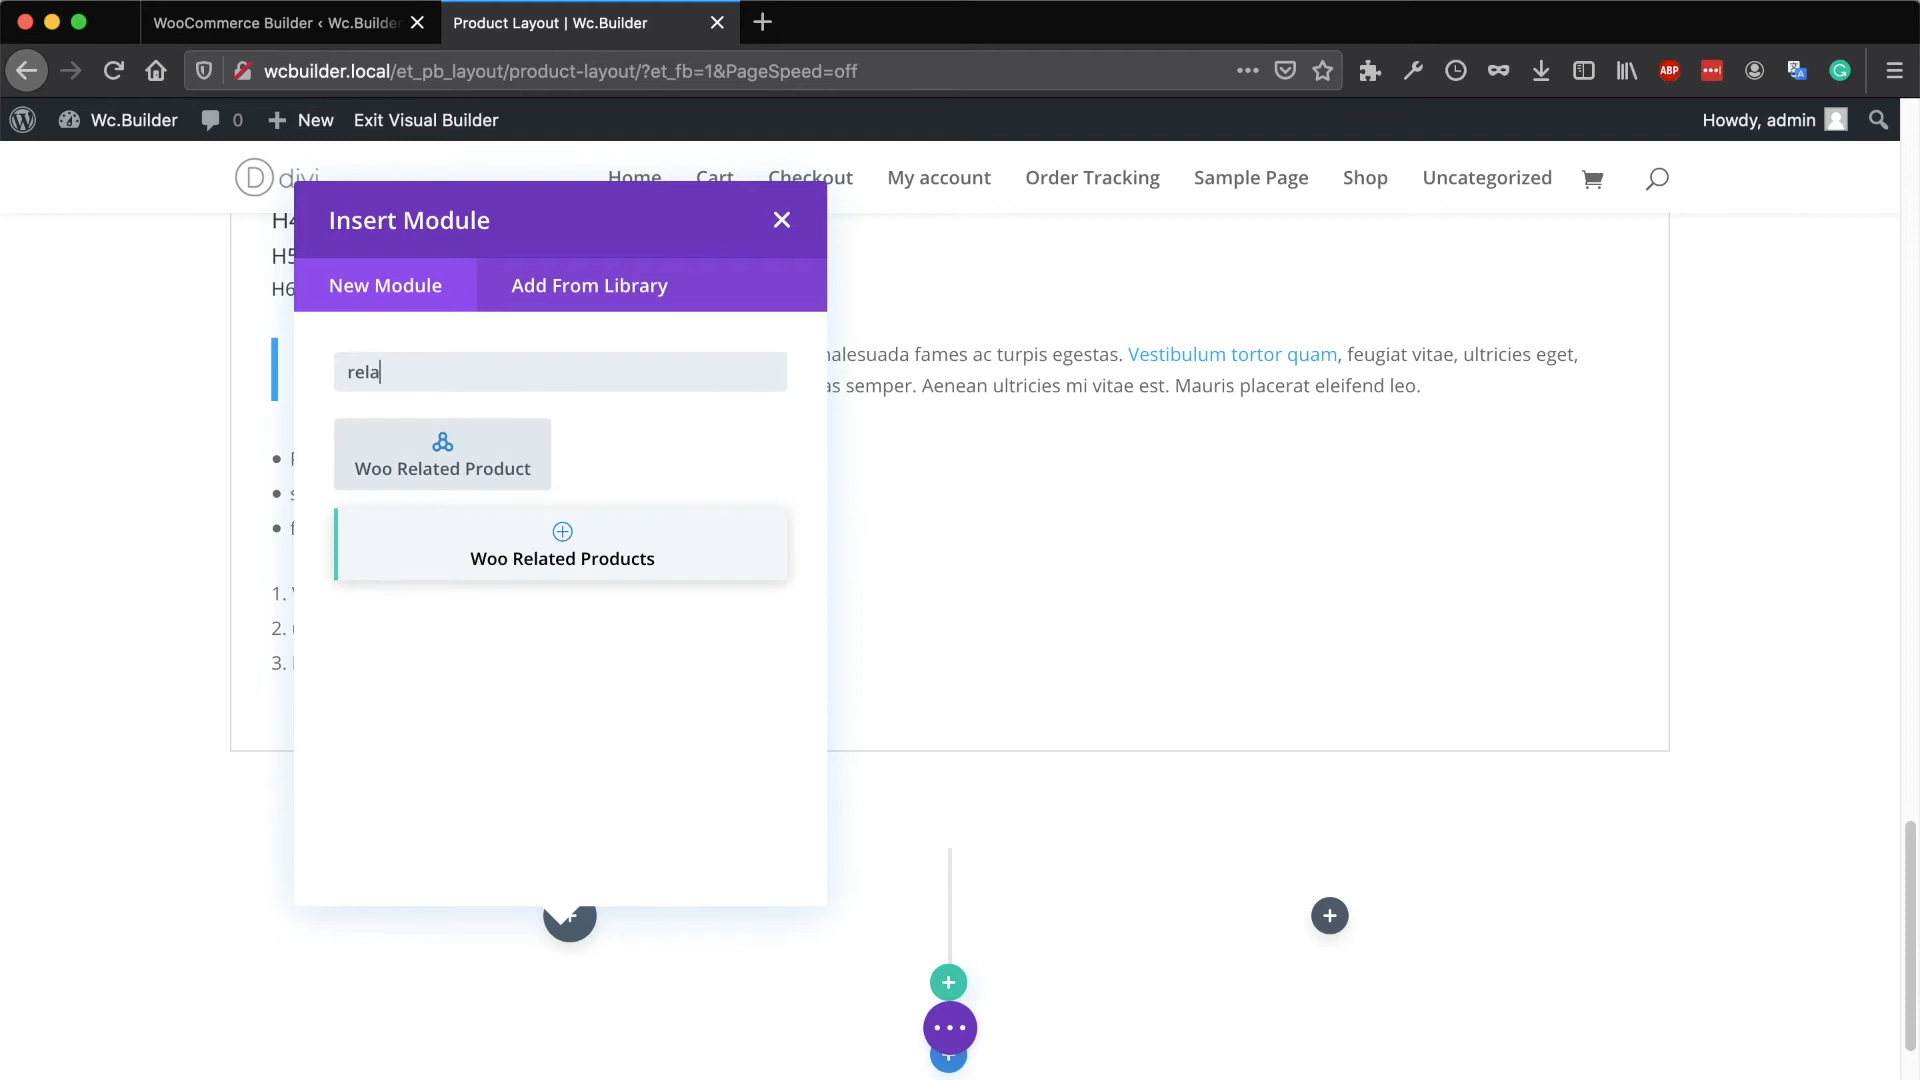 WooCommerce Builder ‹ Wc.Builde
Product Layout | Wc.Builder
wcbuilder.local/et_pb_layout/product-layout/?et_fb=1&PageSpeed=off
ABP
Wc.Builder
0
New
Exit Visual Builder
Howdy, admin
D divi
Home
Cart
Checkout
My account
Order Tracking
Sample Page
Shop
Uncategorized
H4
H5
H6
Insert Module
New Module
Add From Library
rela
Woo Related Product
Woo Related Products
malesuada fames ac turpis egestas. Vestibulum tortor quam, feugiat vitae, ultricies eget,
semper. Aenean ultricies mi vitae est. Mauris placerat eleifend leo.
1.
2.
3.